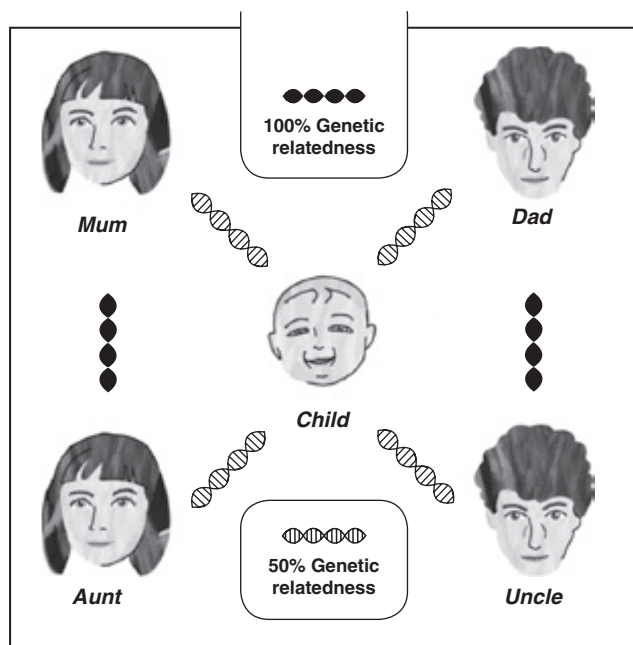 100% Genetic
relatedness
Mum
Dad
Child
Aunt
50% Genetic
relatedness
Uncle